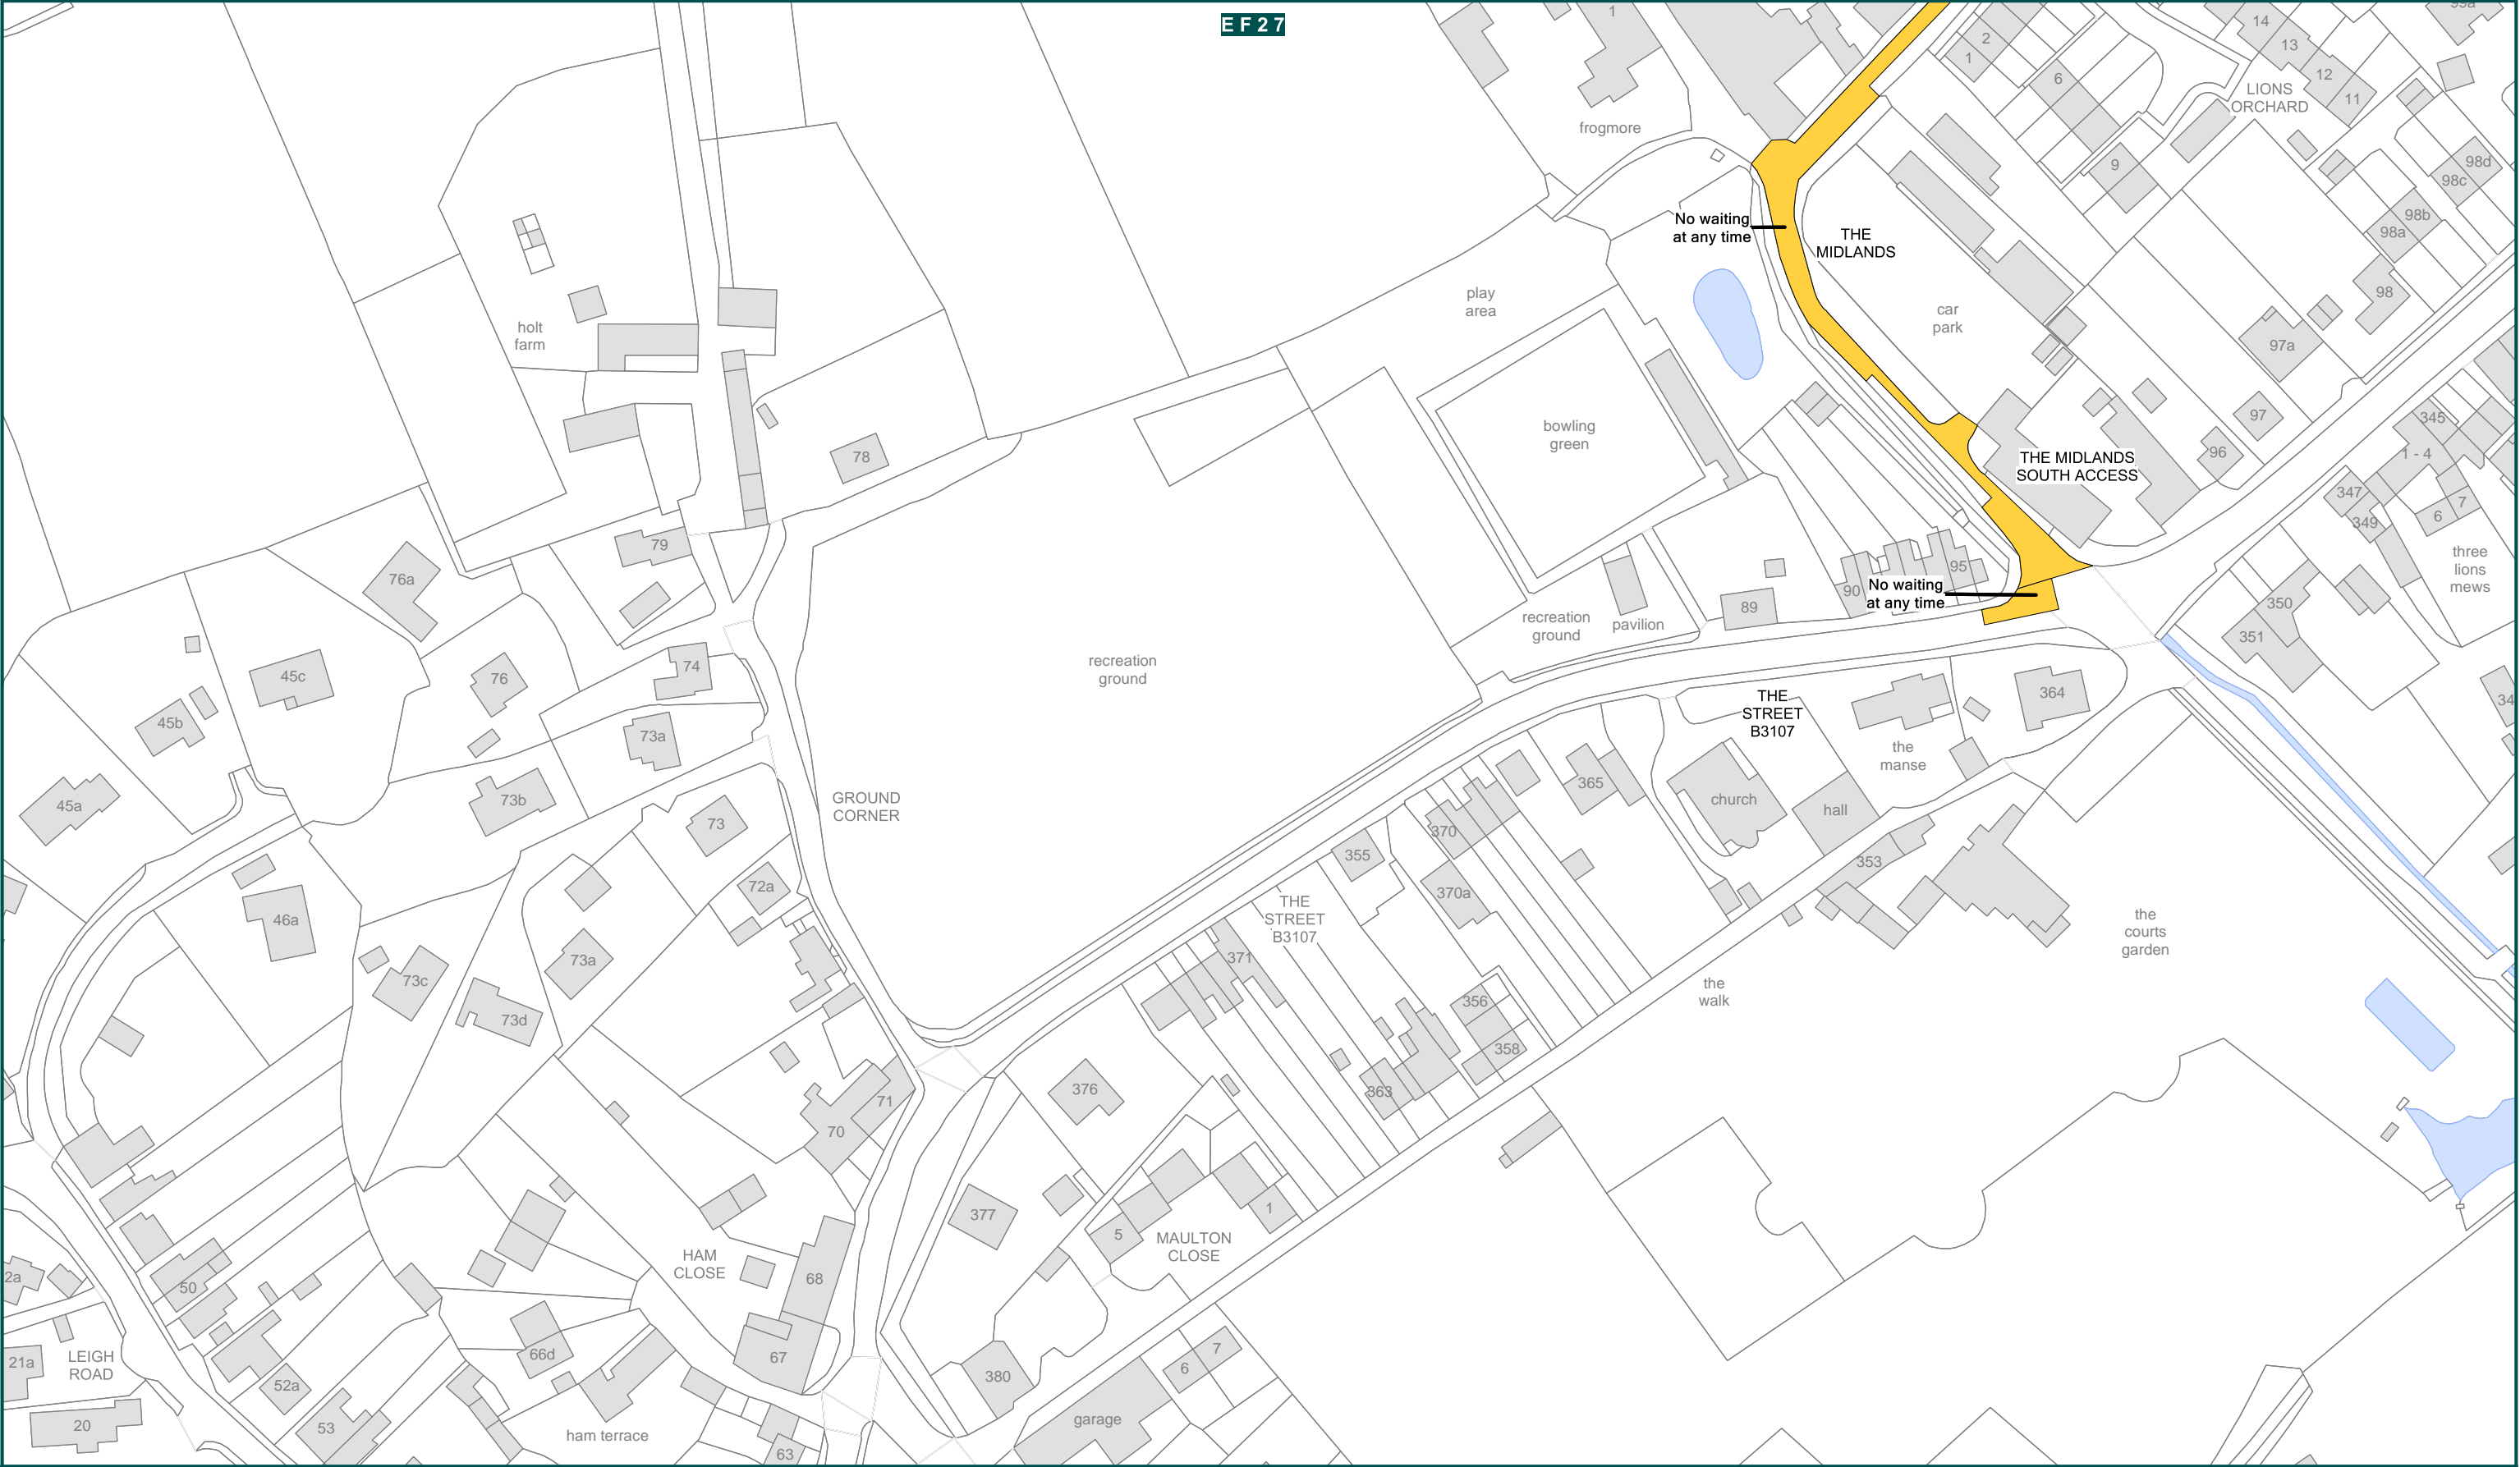 E F 2 7
99a
1
2
1
14
13
12
11
6
LIONS
ORCHARD
frogmore
9
98d
98c
98b
98a
98
No waiting
at any time
THE
MIDLANDS
play
area
car
park
holt
farm
97a
97
96
345
1 - 4
347
349
7
6
bowling
green
THE MIDLANDS
SOUTH ACCESS
78
79
76a
95
90
No waiting
at any time
89
three
lions
mews
350
351
recreation
ground
pavilion
recreation
ground
74
76
45c
45b
73a
THE
STREET
B3107
364
34
the
manse
365
church
hall
45a
73b
GROUND
CORNER
73
370
355
353
72a
370a
46a
THE
STREET
B3107
the
courts
garden
73a
371
73c
73d
the
walk
356
358
376
363
71
70
377
1
5
MAULTON
CLOSE
HAM
CLOSE
68
2a
50
66d
67
21a
LEIGH
ROAD
52a
380
7
6
20
53
garage
ham terrace
63